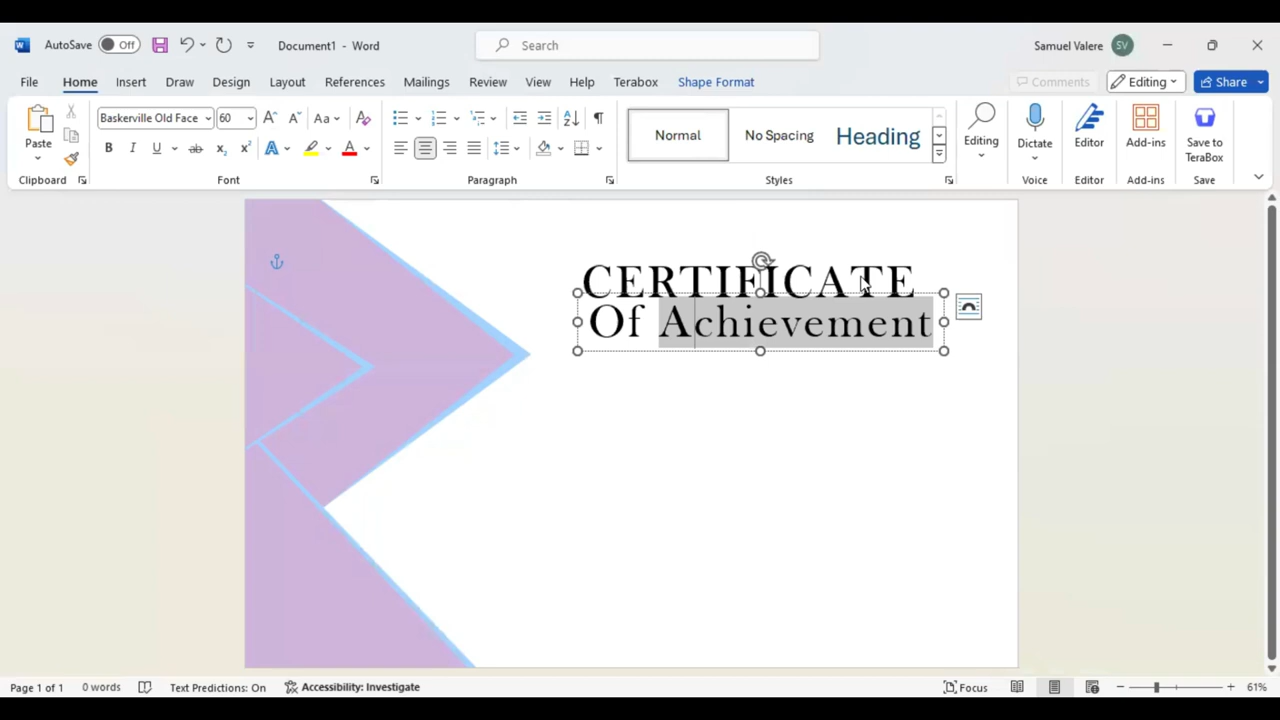 AutoSave Off Document1 - Word Search Samuel Valere SV
File Home Insert Draw Design Layout References Mailings Review View Help Terabox Shape Format Comments Editing Share
Paste
Baskerville Old Face 60 Aa
Normal No Spacing Heading
Editing Dictate Editor Add-ins Save to TeraBox
Clipboard Font Paragraph Styles Voice Editor Add-ins Save
CERTIFICATE
Of Achievement
Page 1 of 1 0 words Text Predictions: On Accessibility: Investigate Focus 61%